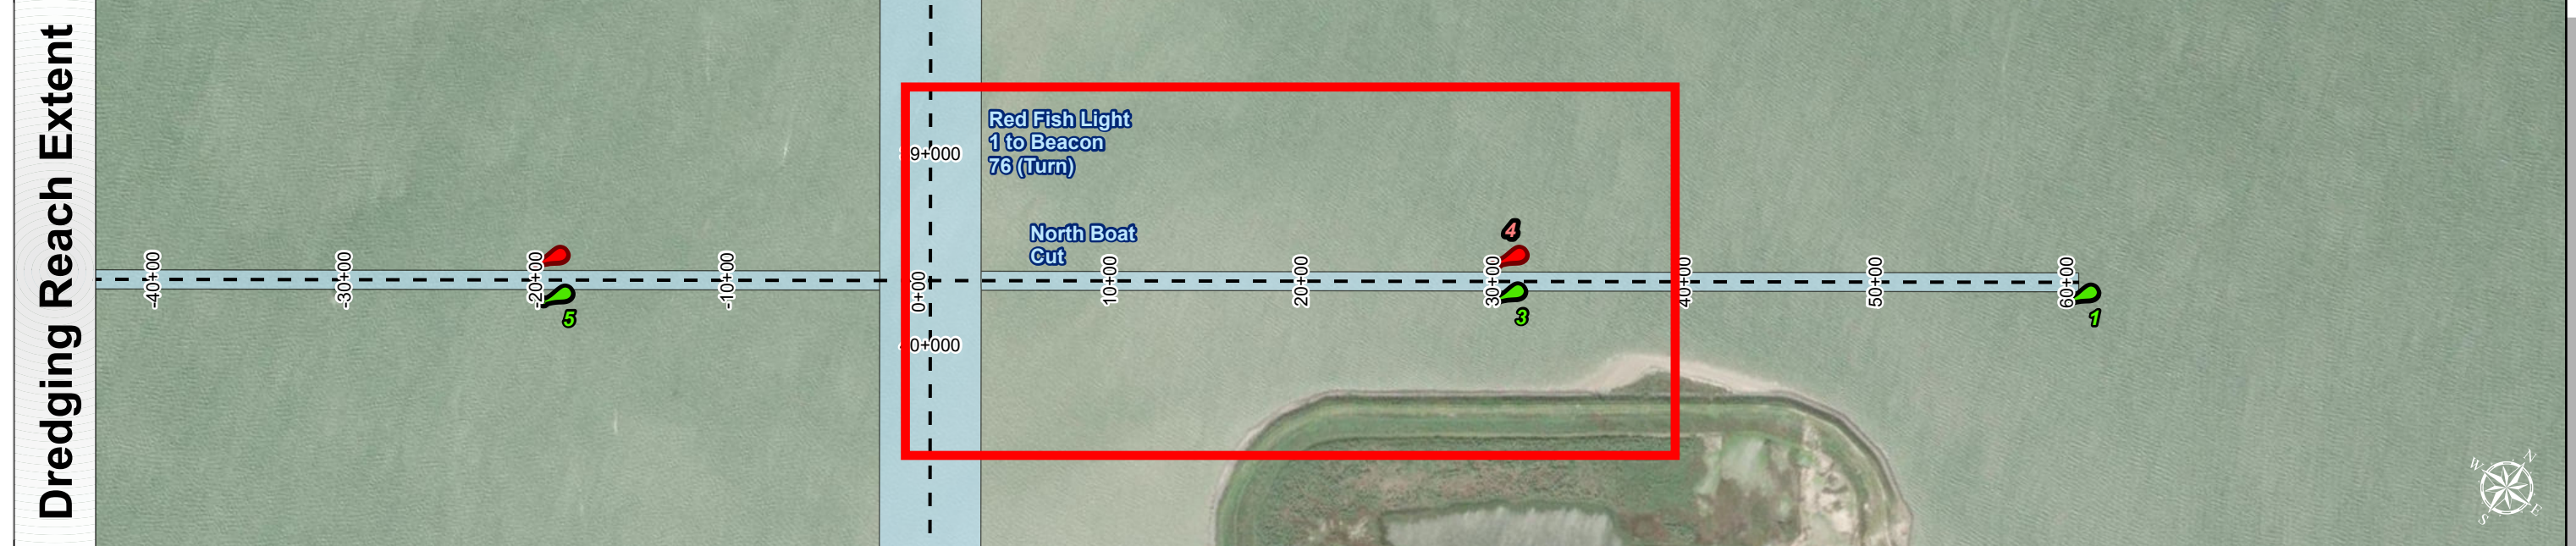 Dredging Reach Extent
Red Fish Light
1 to Beacon
76 (Turn)
9+000
North Boat
Cut
4
-40+00
-30+00
-20+00
-10+00
0+00
10+00
20+00
30+00
40+00
50+00
60+00
5
3
1
0+000
N
W
E
S